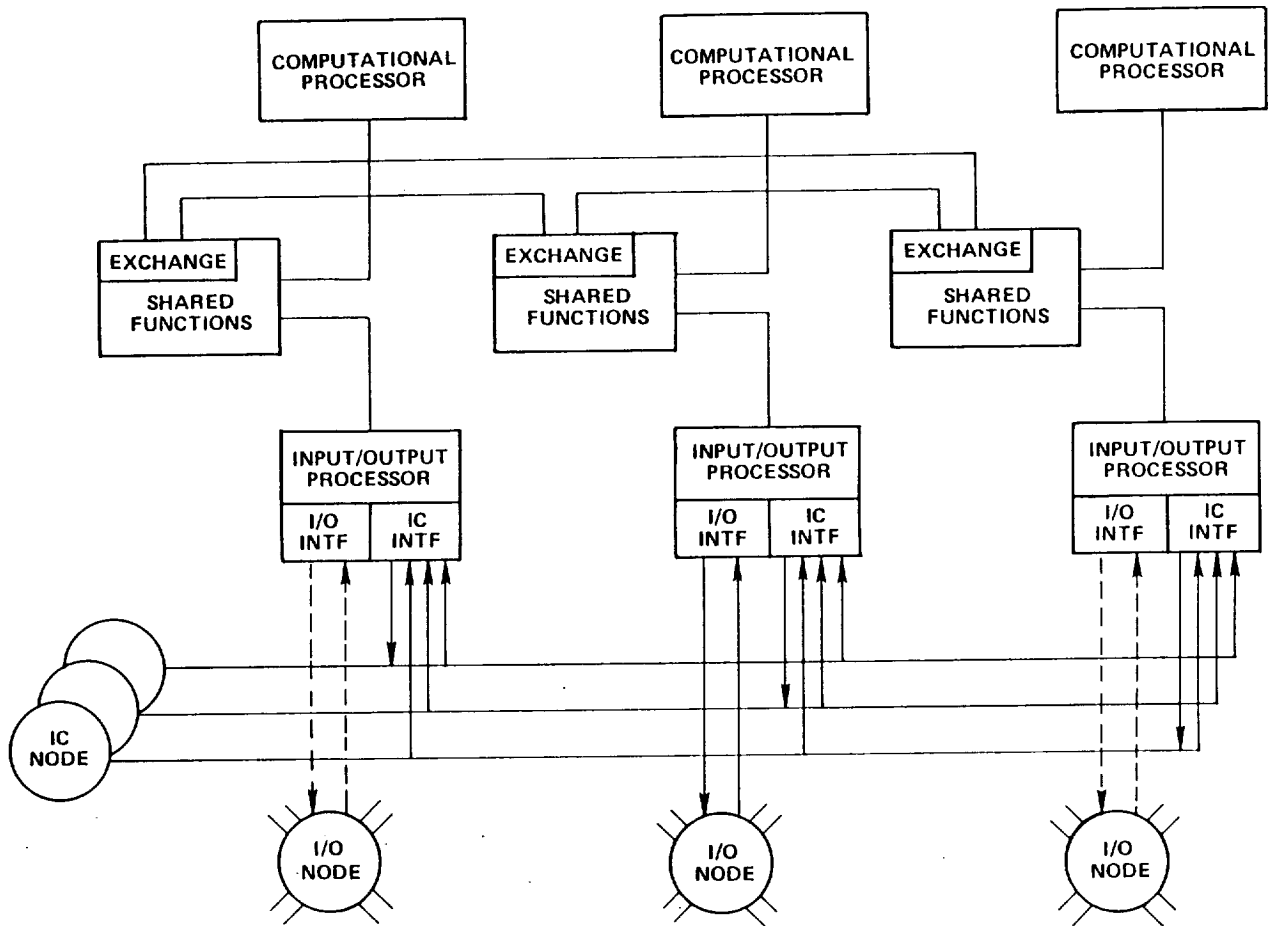 COMPUTATIONAL
PROCESSOR
COMPUTATIONAL
PROCESSOR
COMPUTATIONAL
PROCESSOR
EXCHANGE
SHARED
FUNCTIONS
EXCHANGE
SHARED
FUNCTIONS
EXCHANGE
SHARED
FUNCTIONS
INPUT/OUTPUT
PROCESSOR
I/O
INTF
IC
INTF
INPUT/OUTPUT
PROCESSOR
I/O
INTF
IC
INTF
INPUT/OUTPUT
PROCESSOR
I/O
INTF
IC
INTF
IC
NODE
I/O
NODE
I/O
NODE
I/O
NODE